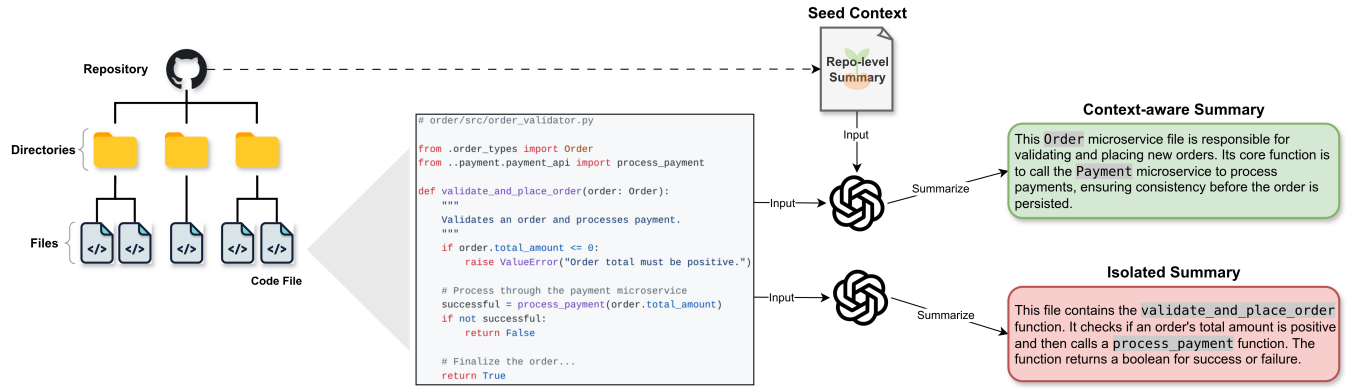 Seed Context
Repository
Repo-level
Summary
Directories
Files
</>
</>
</>
</>
</>
Code File
# order/src/order_validator.py
from .order_types import Order
from ..payment.payment_api import process_payment
def validate_and_place_order(order: Order):
"""
Validates an order and processes payment.
"""
if order.total_amount <= 0:
raise ValueError("Order total must be positive.")
# Process through the payment microservice
successful = process_payment(order.total_amount)
if not successful:
return False
# Finalize the order...
return True
Input
Input
Input
Summarize
Summarize
Context-aware Summary
This Order microservice file is responsible for
validating and placing new orders. Its core function is
to call the Payment microservice to process
payments, ensuring consistency before the order is
persisted.
Isolated Summary
This file contains the validate_and_place_order
function. It checks if an order's total amount is positive
and then calls a process_payment function. The
function returns a boolean for success or failure.